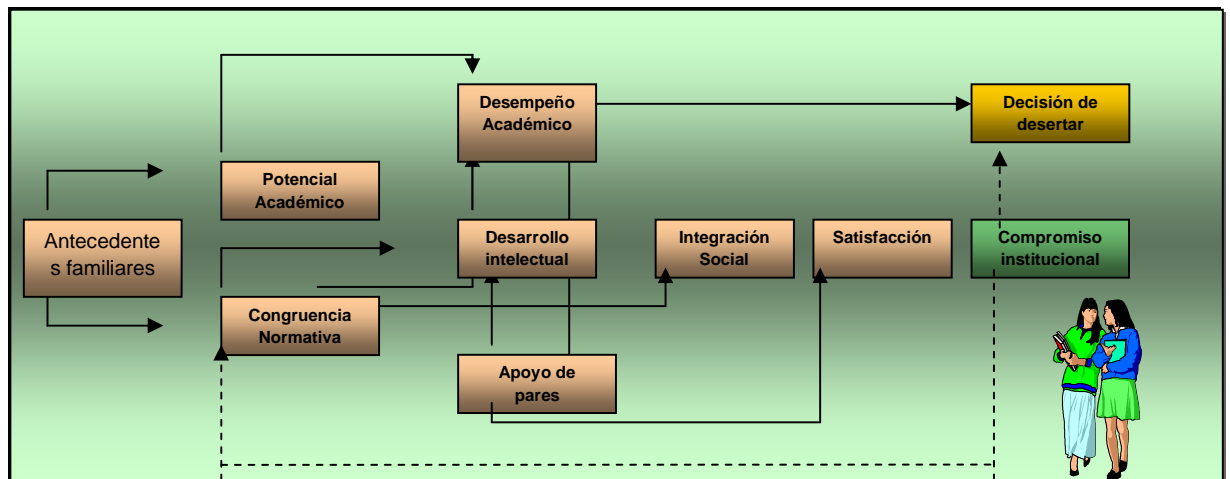 Desempeño
Académico
Decisión de
desertar
Potencial
Académico
Antecedente
s familiares
Desarrollo
intelectual
Integración
Social
Satisfacción
Compromiso
institucional
Congruencia
Normativa
Apoyo de
pares